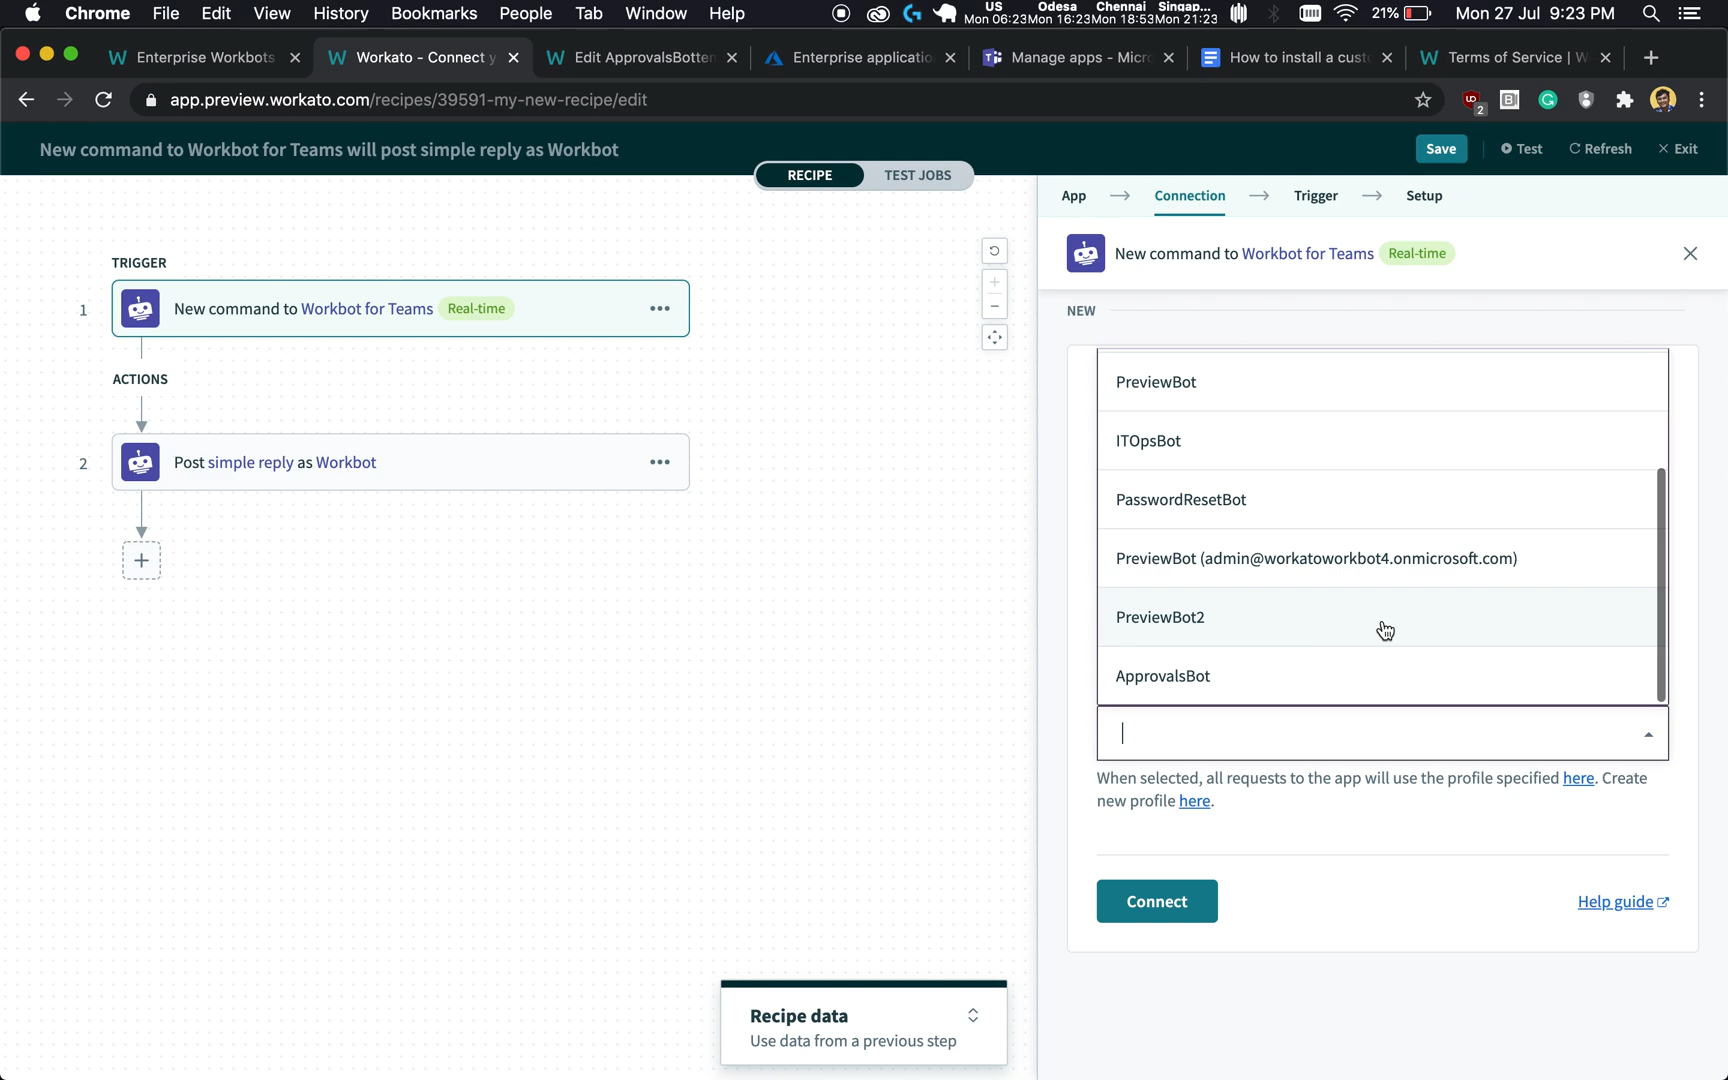 Chrome File Edit View History Bookmarks People Tab Window Help
US Odesa Chennai Singap...
Mon 06:23 Mon 16:23 Mon 18:53 Mon 21:23
21% Mon 27 Jul 9:23 PM
Enterprise Workbots
Workato - Connect y
Edit ApprovalsBotten
Enterprise applicatio
Manage apps - Micr
How to install a cust
Terms of Service | W
app.preview.workato.com/recipes/39591-my-new-recipe/edit
2
New command to Workbot for Teams will post simple reply as Workbot
Save Test Refresh Exit
RECIPE TEST JOBS
App Connection Trigger Setup
TRIGGER
1 New command to Workbot for Teams Real-time
ACTIONS
2 Post simple reply as Workbot
Recipe data
Use data from a previous step
New command to Workbot for Teams Real-time
NEW
PreviewBot
ITOpsBot
PasswordResetBot
PreviewBot (admin@workatoworkbot4.onmicrosoft.com)
PreviewBot2
ApprovalsBot
When selected, all requests to the app will use the profile specified here. Create
new profile here.
Connect Help guide